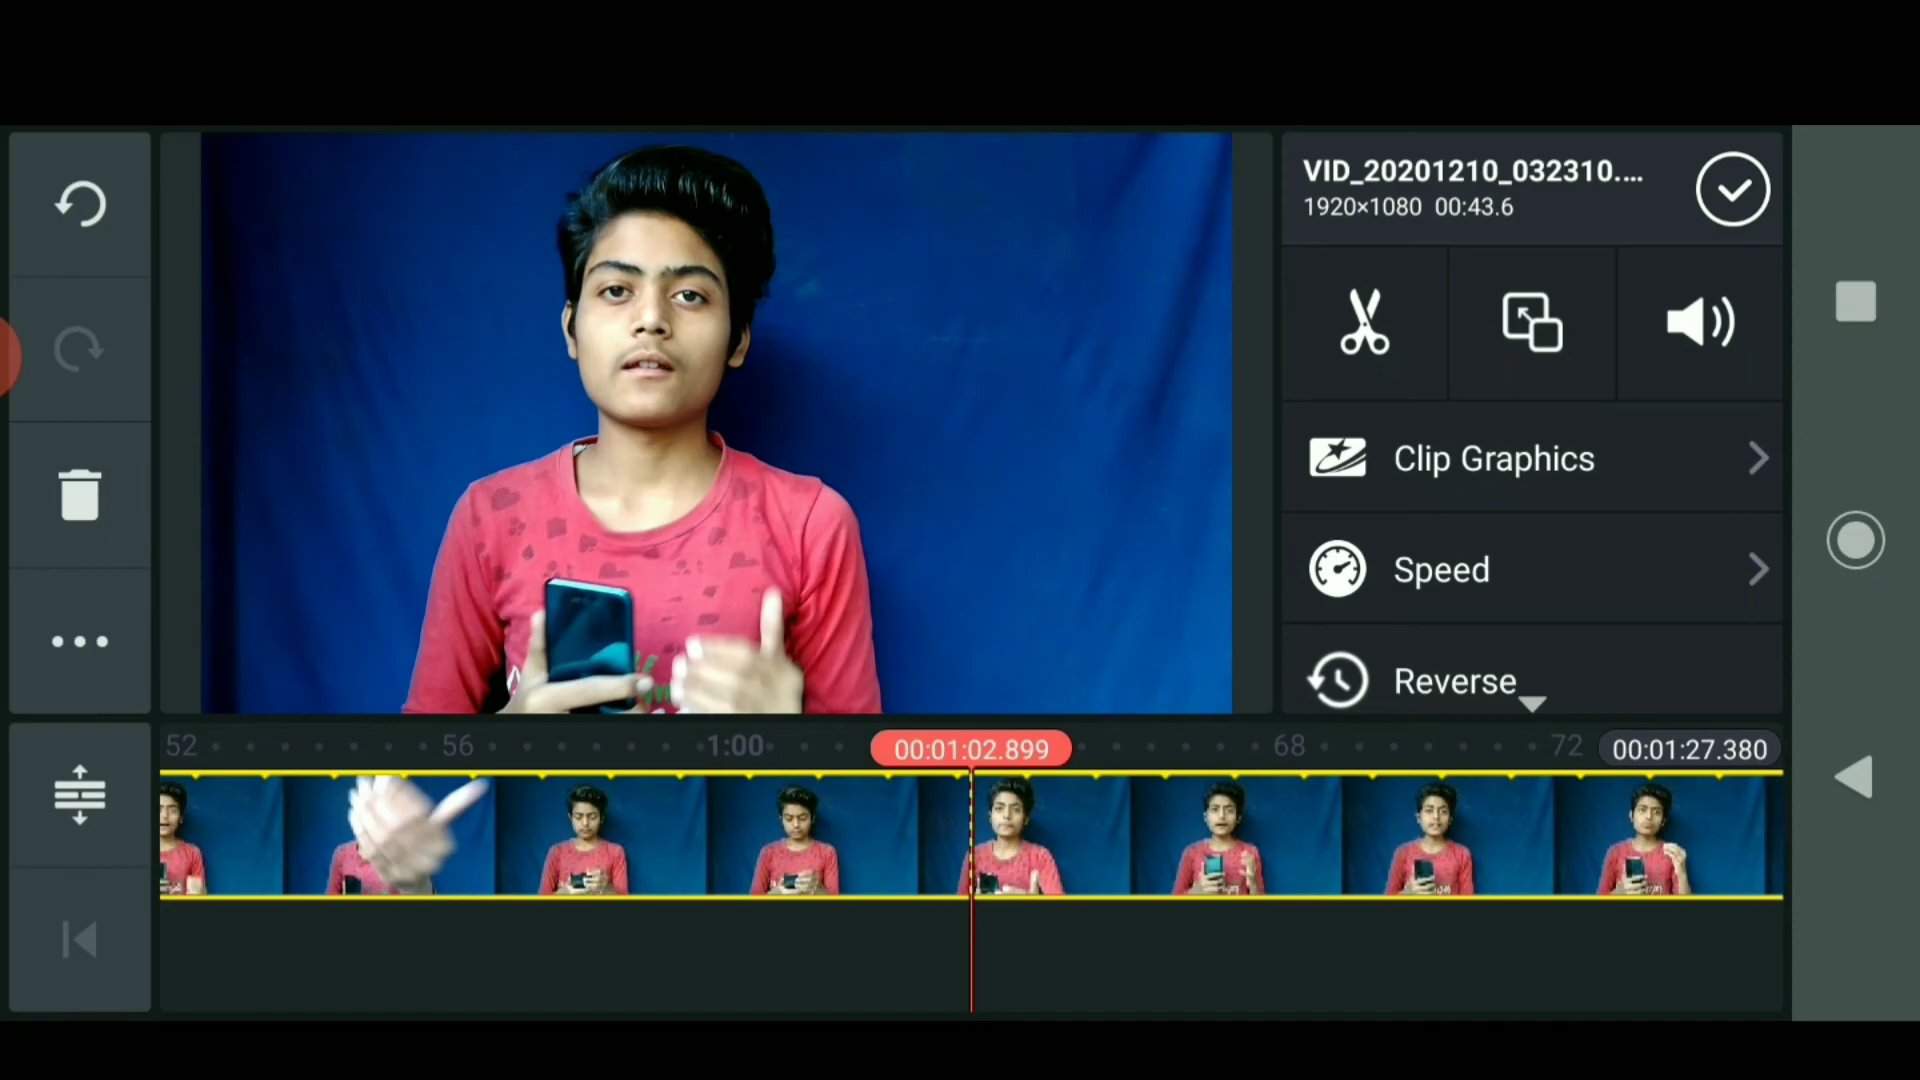 VID_20201210_032310....
1920×1080 00:43.6
Clip Graphics
Speed
Reverse
52 56 1:00 00:01:02.899 68 72 00:01:27.380